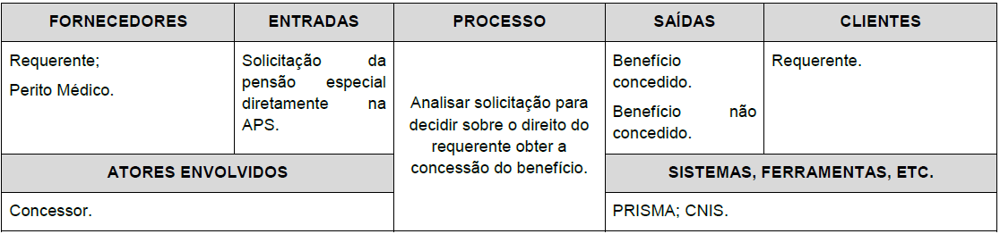 FORNECEDORES
ENTRADAS
PROCESSO
SAÍDAS
CLIENTES
Requerente;
Perito Médico.
Solicitação da
pensão especial
diretamente na
APS.
Analisar solicitação para
decidir sobre o direito do
requerente obter a
concessão do benefício.
Benefício
concedido.
Benefício não
concedido.
Requerente.
ATORES ENVOLVIDOS
SISTEMAS, FERRAMENTAS, ETC.
Concessor.
PRISMA; CNIS.